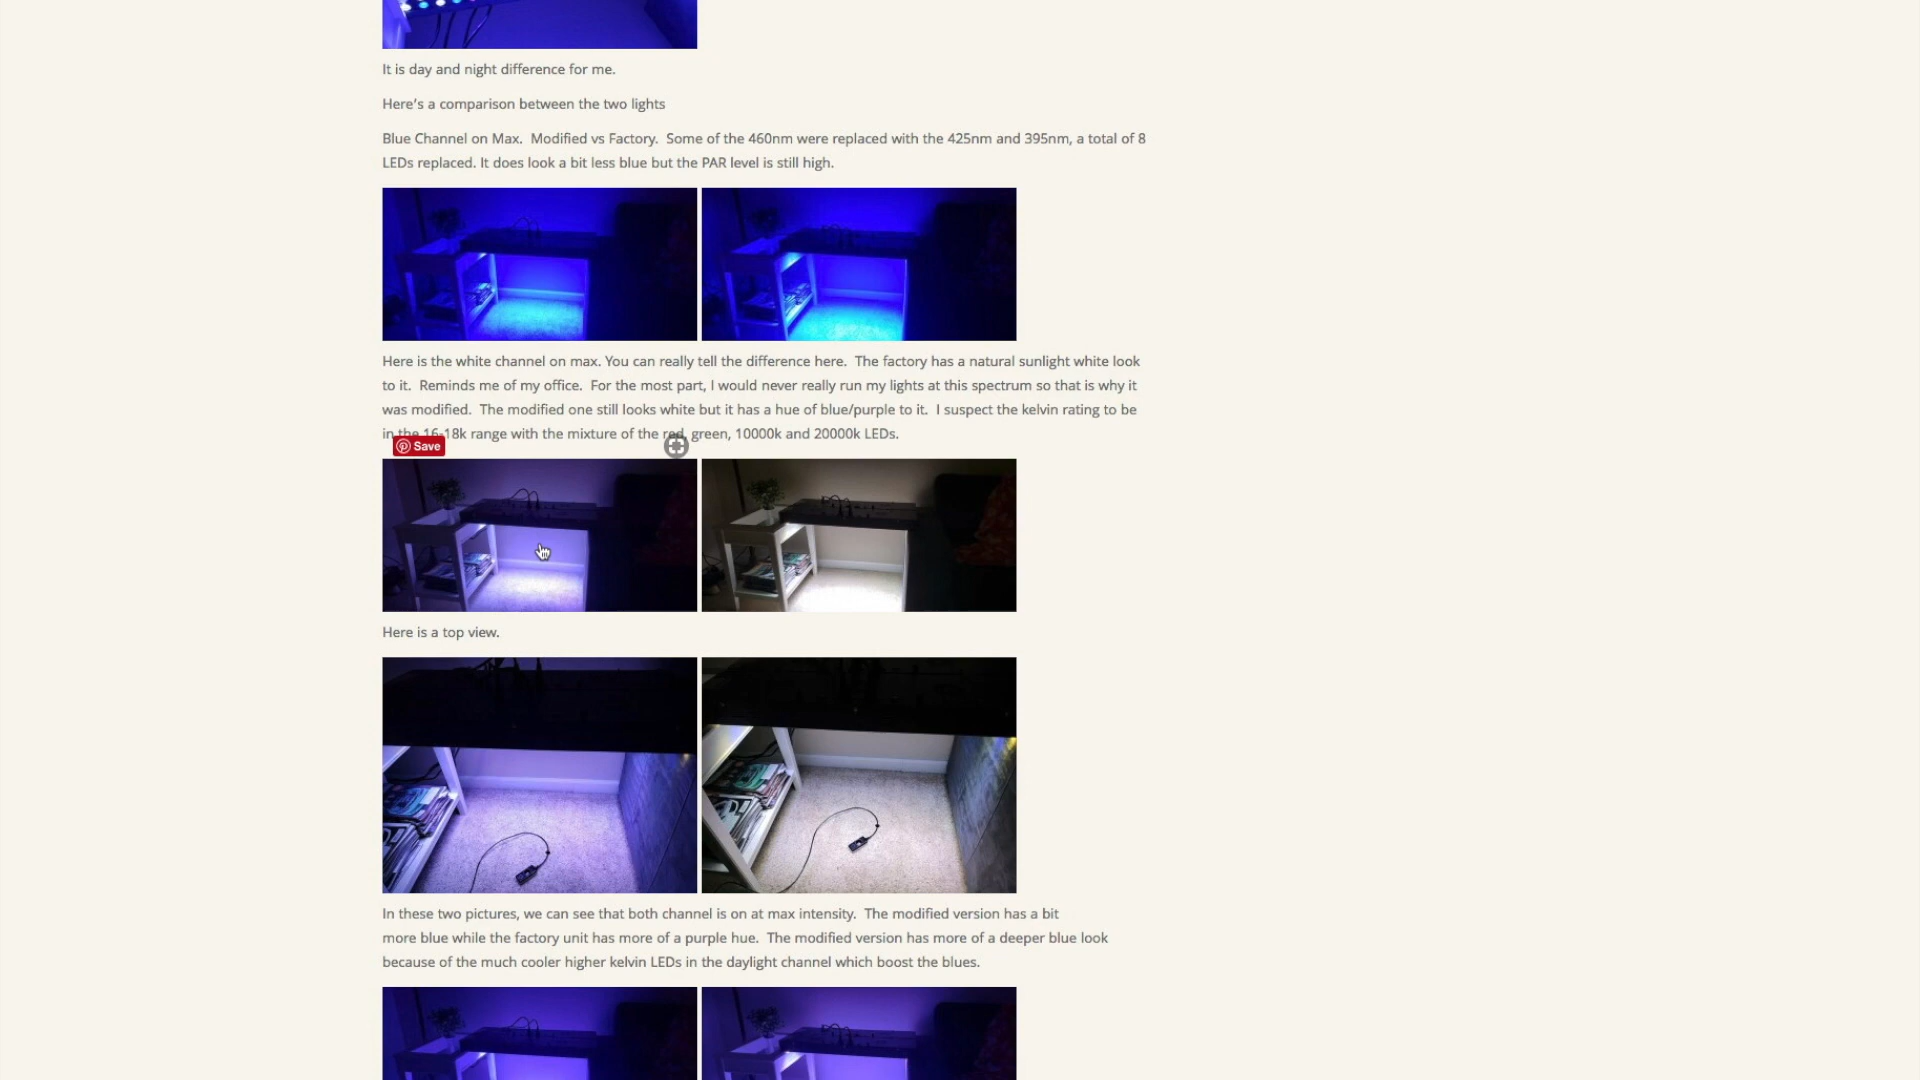 It is day and night difference for me.
Here's a comparison between the two lights
Blue Channel on Max.  Modified vs Factory.  Some of the 460nm were replaced with the 425nm and 395nm, a total of 8
LEDs replaced. It does look a bit less blue but the PAR level is still high.
Here is the white channel on max. You can really tell the difference here.  The factory has a natural sunlight white look
to it.  Reminds me of my office.  For the most part, I would never really run my lights at this spectrum so that is why it
was modified.  The modified one still looks white but it has a hue of blue/purple to it.  I suspect the kelvin rating to be
in the 16-18k range with the mixture of the red, green, 10000k and 20000k LEDs.
Save
Here is a top view.
In these two pictures, we can see that both channel is on at max intensity.  The modified version has a bit
more blue while the factory unit has more of a purple hue.  The modified version has more of a deeper blue look
because of the much cooler higher kelvin LEDs in the daylight channel which boost the blues.